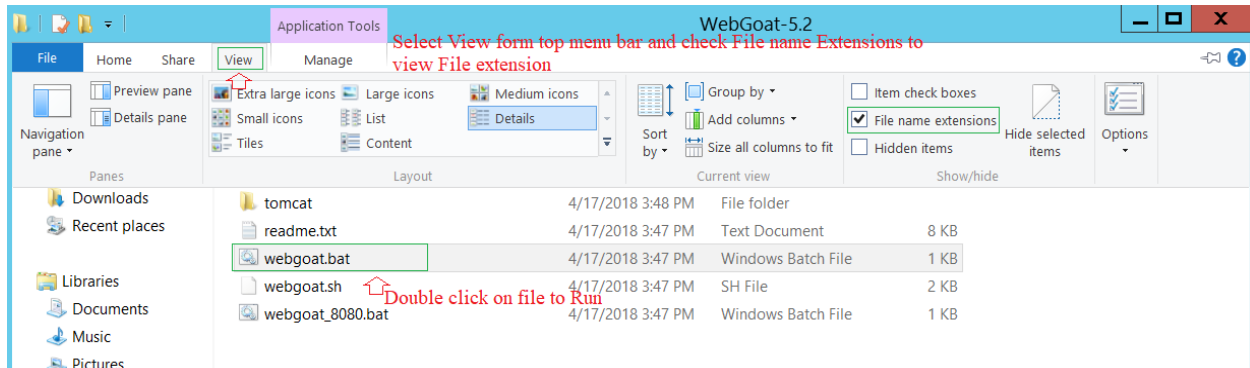 Application Tools
WebGoat-5.2
Select View form top menu bar and check File name Extensions to
view File extension
File Home Share View Manage
Preview pane
Details pane
Navigation
pane
Panes
Extra large icons Large icons Medium icons
Small icons List Details
Tiles Content
Layout
Sort
by
Group by
Add columns
Size all columns to fit
Current view
Item check boxes
File name extensions
Hidden items
Hide selected
items
Show/hide
Options
Downloads
Recent places
Libraries
Documents
Music
Pictures
tomcat 4/17/2018 3:48 PM File folder
readme.txt 4/17/2018 3:47 PM Text Document 8 KB
webgoat.bat 4/17/2018 3:47 PM Windows Batch File 1 KB
webgoat.sh 4/17/2018 3:47 PM SH File 2 KB
Double click on file to Run
webgoat_8080.bat 4/17/2018 3:47 PM Windows Batch File 1 KB